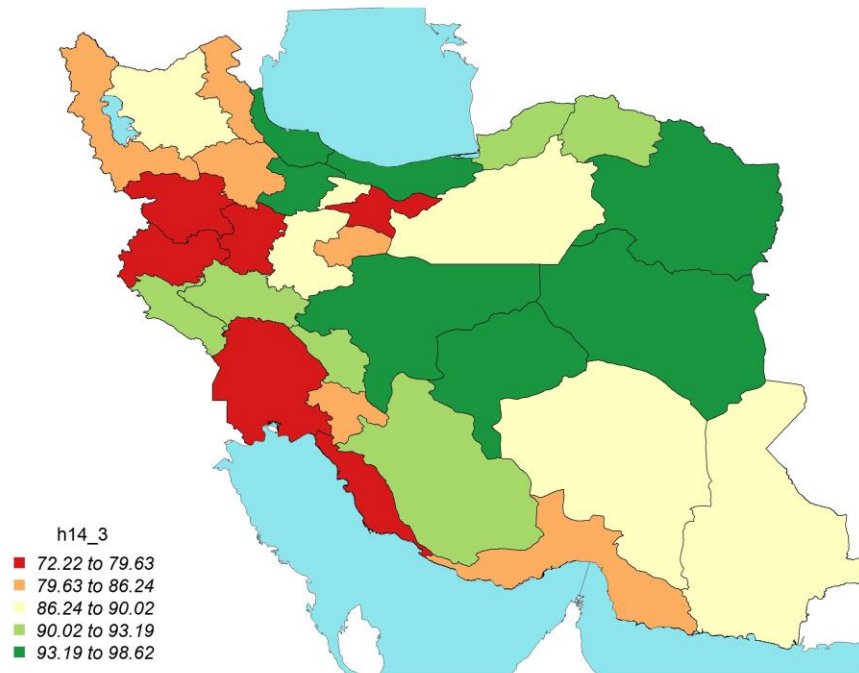 h14_3
72.22 to 79.63
79.63 to 86.24
86.24 to 90.02
90.02 to 93.19
93.19 to 98.62